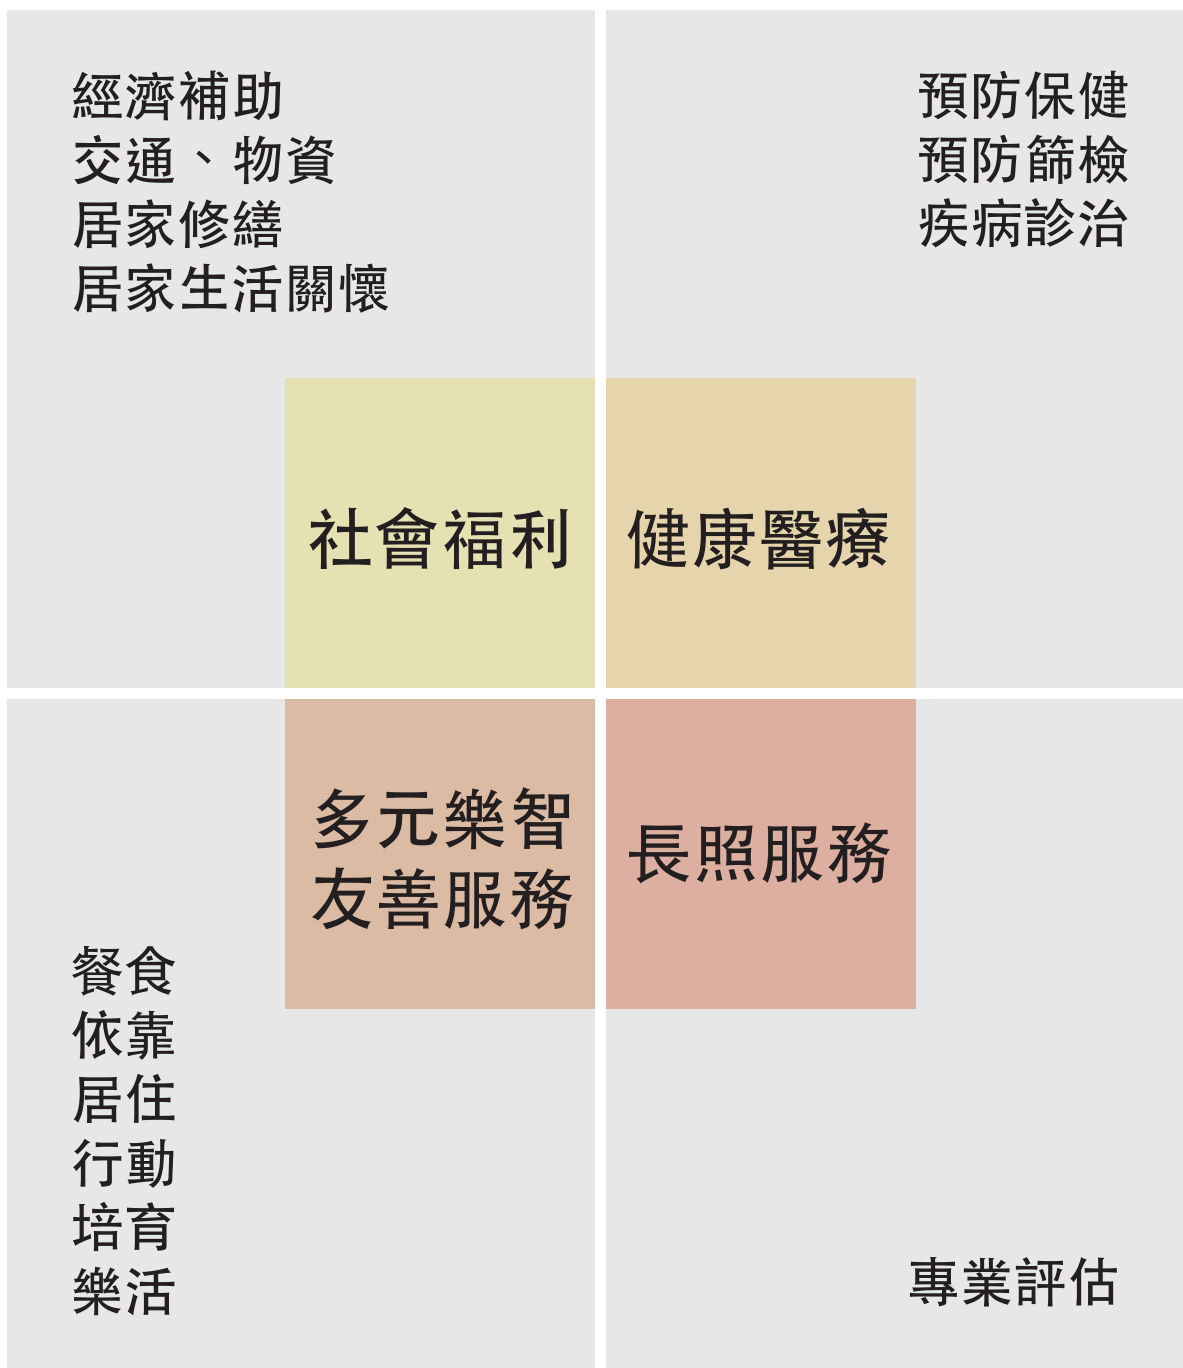 經濟補助
交通、物資
居家修繕
居家生活關懷
社會福利
預防保健
預防篩檢
疾病診治
健康醫療
多元樂智
友善服務
餐食
依靠
居住
行動
培育
樂活
長照服務
專業評估